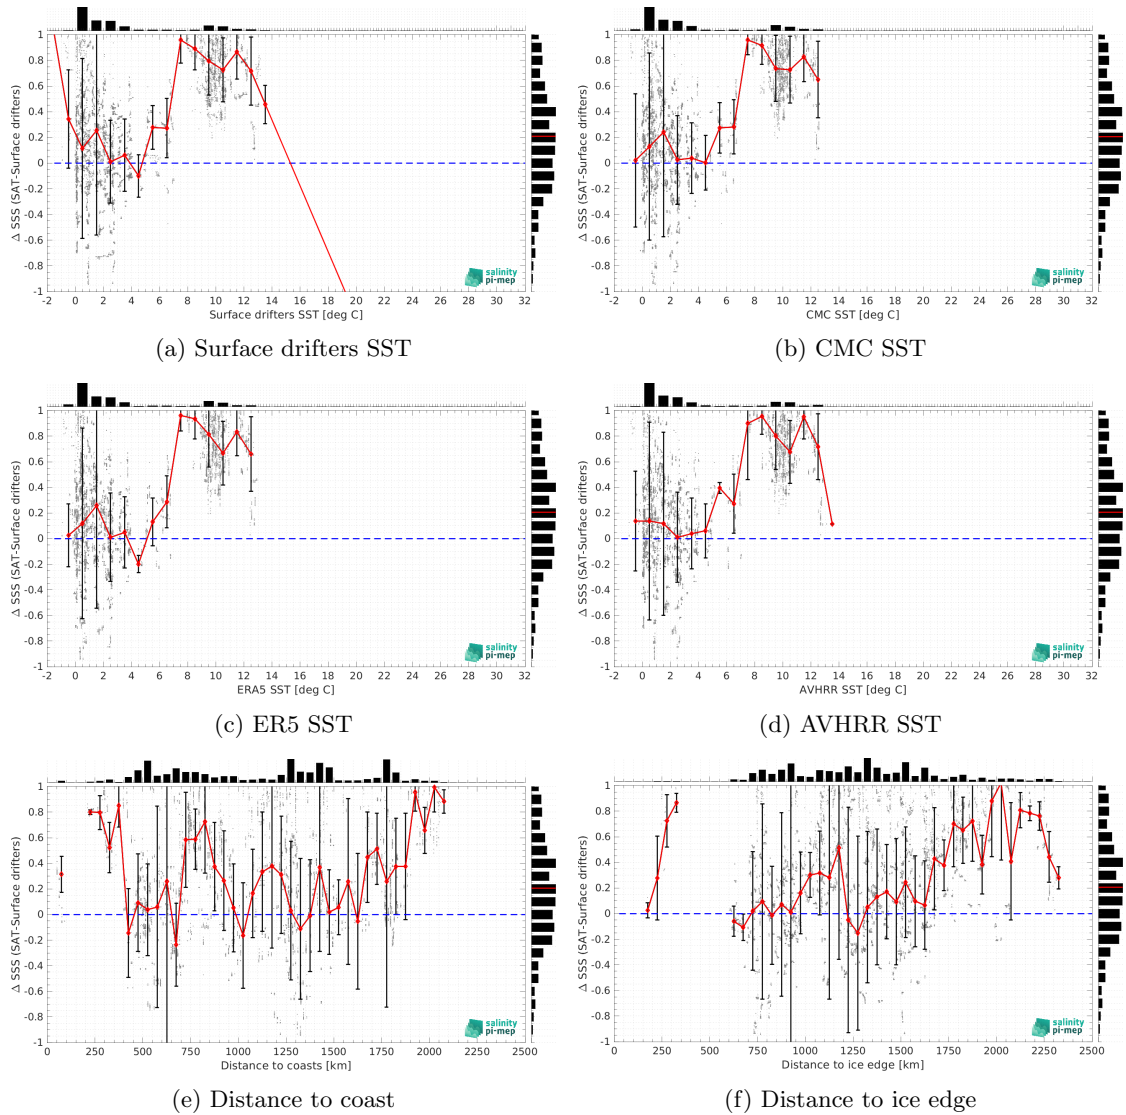 Δ SSS (SAT-Surface drifters)
1
0.8
0.6
0.4
0.2
0
-0.2
-0.4
-0.6
-0.8
-1
-2 0 2 4 6 8 10 12 14 16 18 20 22 24 26 28 30 32
Surface drifters SST [deg C]
salinity
pi-mep
(a) Surface drifters SST
Δ SSS (SAT-Surface drifters)
1
0.8
0.6
0.4
0.2
0
-0.2
-0.4
-0.6
-0.8
-1
-2 0 2 4 6 8 10 12 14 16 18 20 22 24 26 28 30 32
CMC SST [deg C]
salinity
pi-mep
(b) CMC SST
Δ SSS (SAT-Surface drifters)
1
0.8
0.6
0.4
0.2
0
-0.2
-0.4
-0.6
-0.8
-1
-2 0 2 4 6 8 10 12 14 16 18 20 22 24 26 28 30 32
ERA5 SST [deg C]
salinity
pi-mep
(c) ER5 SST
Δ SSS (SAT-Surface drifters)
1
0.8
0.6
0.4
0.2
0
-0.2
-0.4
-0.6
-0.8
-1
-2 0 2 4 6 8 10 12 14 16 18 20 22 24 26 28 30 32
AVHRR SST [deg C]
salinity
pi-mep
(d) AVHRR SST
Δ SSS (SAT-Surface drifters)
1
0.8
0.6
0.4
0.2
0
-0.2
-0.4
-0.6
-0.8
-1
0 250 500 750 1000 1250 1500 1750 2000 2250 2500
Distance to coasts [km]
salinity
pi-mep
(e) Distance to coast
Δ SSS (SAT-Surface drifters)
1
0.8
0.6
0.4
0.2
0
-0.2
-0.4
-0.6
-0.8
-1
0 250 500 750 1000 1250 1500 1750 2000 2250 2500
Distance to ice edge [km]
salinity
pi-mep
(f) Distance to ice edge